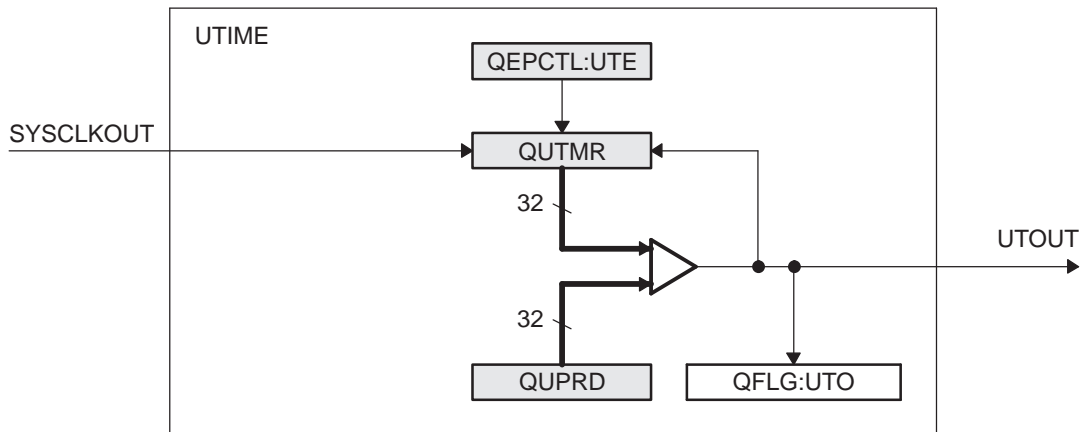 UTIME
QEPCTL:UTE
SYSCLKOUT
QUTMR
32
UTOUT
32
QUPRD
QFLG:UTO